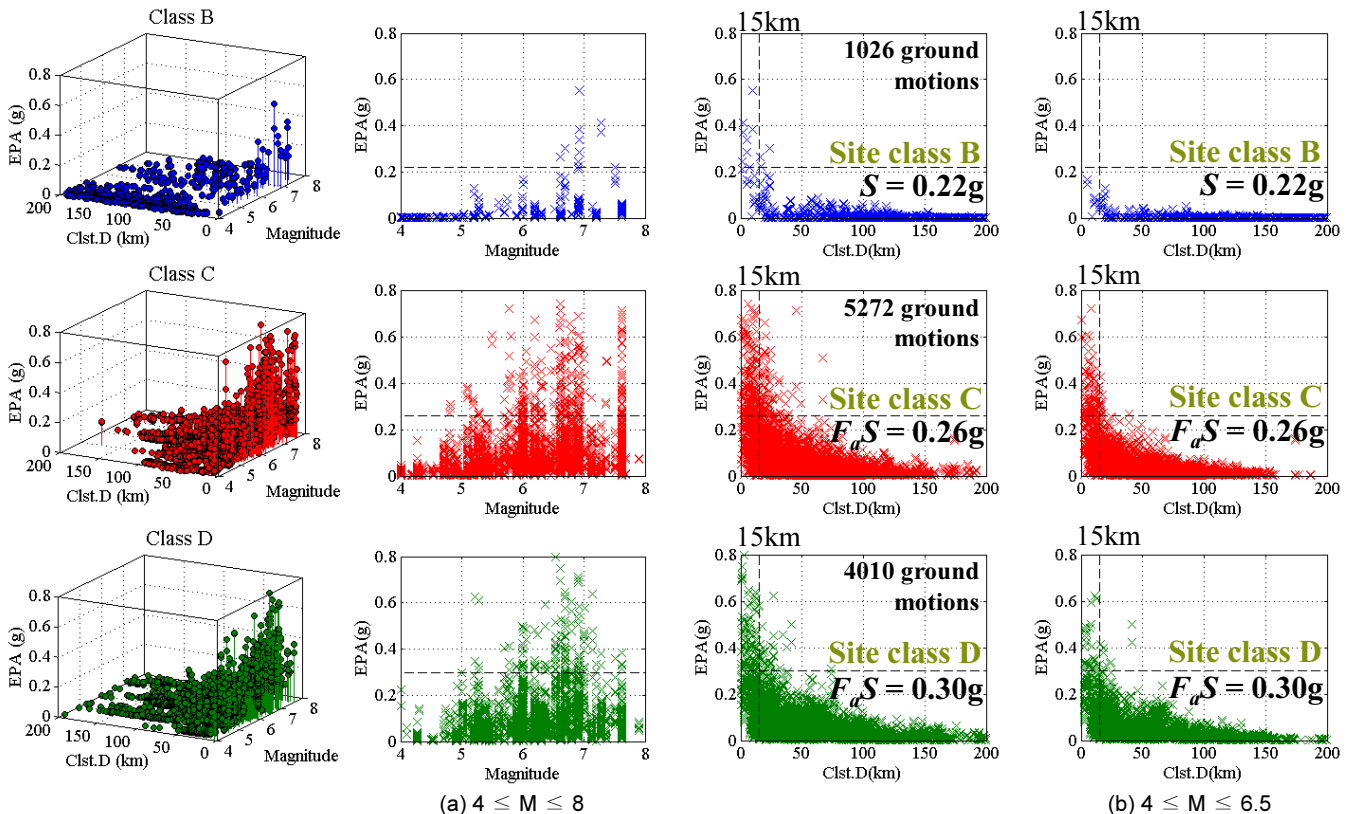 Class B
EPA (g)
0.8
0.6
0.4
0.2
0
200
150
100
50
0
Clst.D (km)
4
5
6
7
8
Magnitude
EPA(g)
0.8
0.6
0.4
0.2
0
4
5
6
7
8
Magnitude
15km
1026 ground
motions
Site class B
S = 0.22g
EPA(g)
0.8
0.6
0.4
0.2
0
0
50
100
150
200
Clst.D(km)
15km
Site class B
S = 0.22g
EPA(g)
0.8
0.6
0.4
0.2
0
0
50
100
150
200
Clst.D(km)
Class C
EPA (g)
0.8
0.6
0.4
0.2
0
200
150
100
50
0
Clst.D (km)
4
5
6
7
8
Magnitude
EPA(g)
0.8
0.6
0.4
0.2
0
4
5
6
7
8
Magnitude
15km
5272 ground
motions
Site class C
FaS = 0.26g
EPA(g)
0.8
0.6
0.4
0.2
0
0
50
100
150
200
Clst.D(km)
15km
Site class C
FaS = 0.26g
EPA(g)
0.8
0.6
0.4
0.2
0
0
50
100
150
200
Clst.D(km)
Class D
EPA (g)
0.8
0.6
0.4
0.2
0
200
150
100
50
0
Clst.D (km)
4
5
6
7
8
Magnitude
EPA(g)
0.8
0.6
0.4
0.2
0
4
5
6
7
8
Magnitude
15km
4010 ground
motions
Site class D
FaS = 0.30g
EPA(g)
0.8
0.6
0.4
0.2
0
0
50
100
150
200
Clst.D(km)
15km
Site class D
FaS = 0.30g
EPA(g)
0.8
0.6
0.4
0.2
0
0
50
100
150
200
Clst.D(km)
(a) 4 ≤ M ≤ 8
(b) 4 ≤ M ≤ 6.5